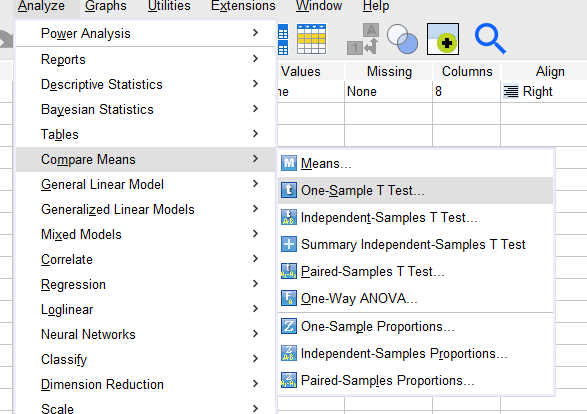 Analyze Graphs Utilities Extensions Window Help
Power Analysis
Reports
Descriptive Statistics
Bayesian Statistics
Tables
Compare Means
General Linear Model
Generalized Linear Models
Mixed Models
Correlate
Regression
Loglinear
Neural Networks
Classify
Dimension Reduction
Scale
Values Missing Columns Align
None 8 Right
Means...
One-Sample T Test...
Independent-Samples T Test...
Summary Independent-Samples T Test
Paired-Samples T Test...
One-Way ANOVA...
One-Sample Proportions...
Independent-Samples Proportions...
Paired-Samples Proportions...